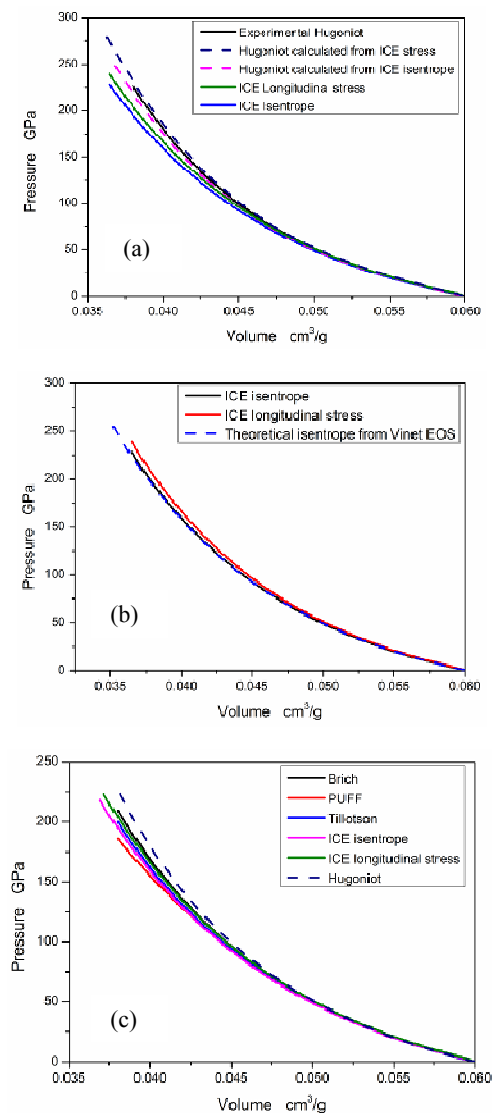 300
250
200
150
100
50
0
Pressure GPa
Experimental Hugoniot
Hugoniot calculated from ICE stress
Hugoniot calculated from ICE isentrope
ICE Longitudina stress
ICE Isentrope
(a)
0.035 0.040 0.045 0.050 0.055 0.060
Volume cm³/g
300
250
200
150
100
50
0
Pressure GPa
ICE isentrope
ICE longitudinal stress
Theoretical isentrope from Vinet EOS
(b)
0.035 0.040 0.045 0.050 0.055 0.060
Volume cm³/g
250
200
150
100
50
0
Pressure GPa
Brich
PUFF
Tillotson
ICE isentrope
ICE longitudinal stress
Hugoniot
(c)
0.035 0.040 0.045 0.050 0.055 0.060
Volume cm³/g